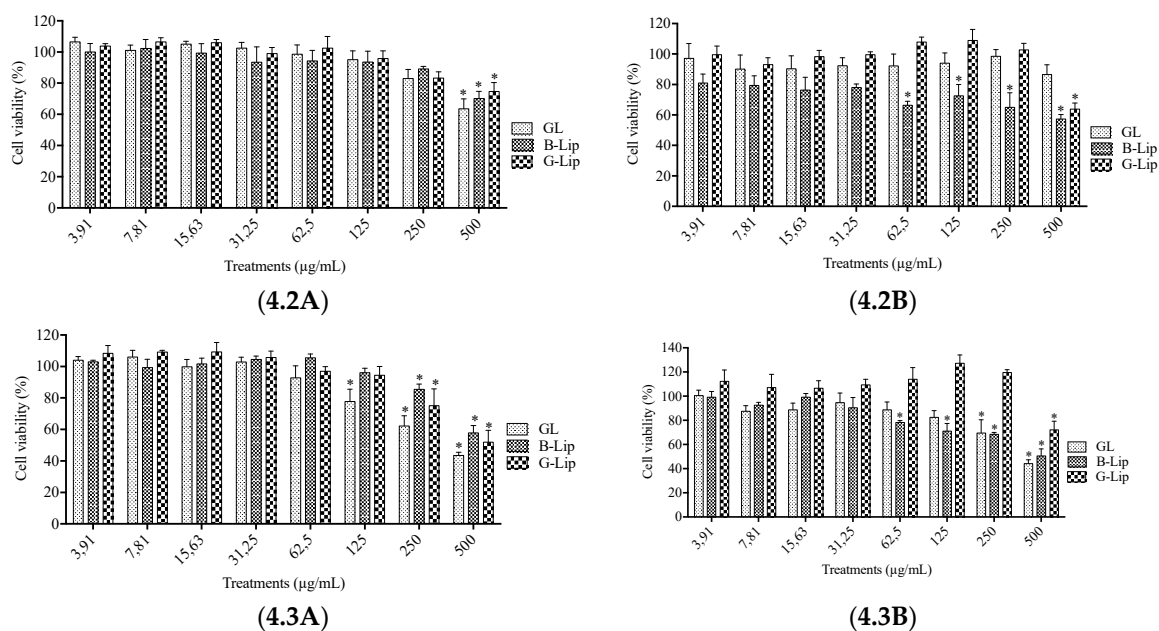 120
100
80
60
40
20
0
Cell viability (%)
* * *
GL
B-Lip
G-Lip
3,91 7,81 15,63 31,25 62,5 125 250 500
Treatments (µg/mL)
(4.2A)
120
100
80
60
40
20
0
Cell viability (%)
* * * * *
GL
B-Lip
G-Lip
3,91 7,81 15,63 31,25 62,5 125 250 500
Treatments (µg/mL)
(4.2B)
120
100
80
60
40
20
0
Cell viability (%)
* * * * * * *
GL
B-Lip
G-Lip
3,91 7,81 15,63 31,25 62,5 125 250 500
Treatments (µg/mL)
(4.3A)
140
120
100
80
60
40
20
0
Cell viability (%)
* * * * * * *
GL
B-Lip
G-Lip
3,91 7,81 15,63 31,25 62,5 125 250 500
Treatments (µg/mL)
(4.3B)